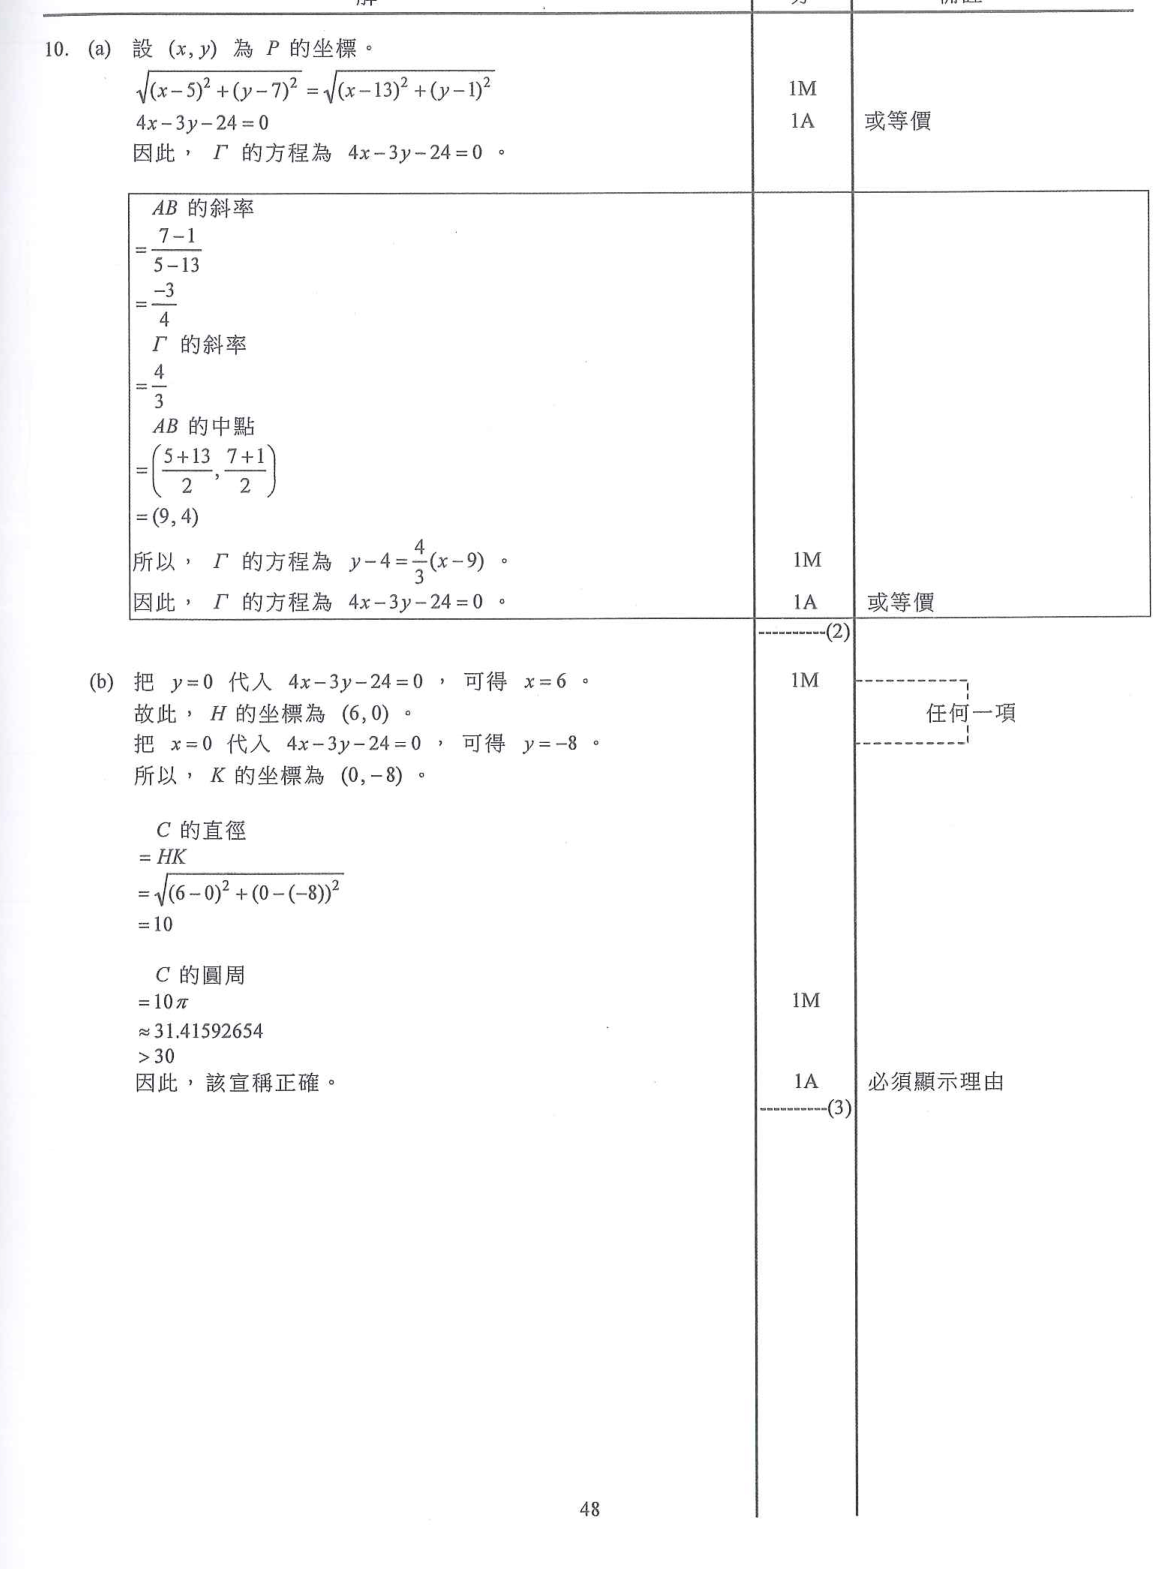 10. (a) 設 (x, y) 為 P 的坐標。
√((x−5)² + (y−7)²) = √((x−13)² + (y−1)²) 1M
4x−3y−24=0 1A 或等價
因此， Γ 的方程為 4x−3y−24=0 。
AB 的斜率
= (7−1)/(5−13)
= −3/4
Γ 的斜率
= 4/3
AB 的中點
= ((5+13)/2, (7+1)/2)
= (9, 4)
所以， Γ 的方程為 y−4 = 4/3 (x−9) 。 1M
因此， Γ 的方程為 4x−3y−24=0 。 1A 或等價
----------(2)
(b) 把 y=0 代入 4x−3y−24=0 ， 可得 x=6 。 1M
故此， H 的坐標為 (6, 0) 。 任何一項
把 x=0 代入 4x−3y−24=0 ， 可得 y=−8 。
所以， K 的坐標為 (0, −8) 。
C 的直徑
= HK
= √((6−0)² + (0−(−8))²)
= 10
C 的圓周
= 10π 1M
≈ 31.41592654
> 30
因此，該宣稱正確。 1A 必須顯示理由
----------(3)
48